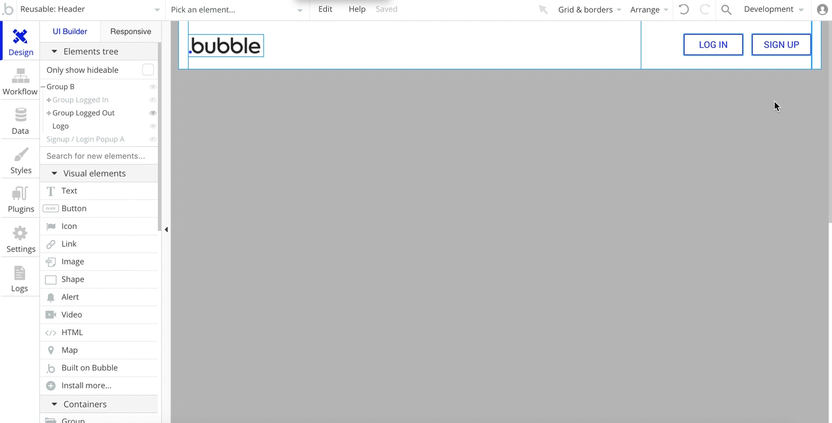 Reusable: Header
Pick an element...
Edit
Help
Saved
Grid & borders
Arrange
Development
Design
Workflow
Data
Styles
Plugins
Settings
Logs
UI Builder
Responsive
Elements tree
Only show hideable
Group B
Group Logged In
Group Logged Out
Logo
Signup / Login Popup A
Search for new elements...
Visual elements
Text
Button
Icon
Link
Image
Shape
Alert
Video
</> HTML
Map
Built on Bubble
Install more...
Containers
Group
.bubble
LOG IN
SIGN UP